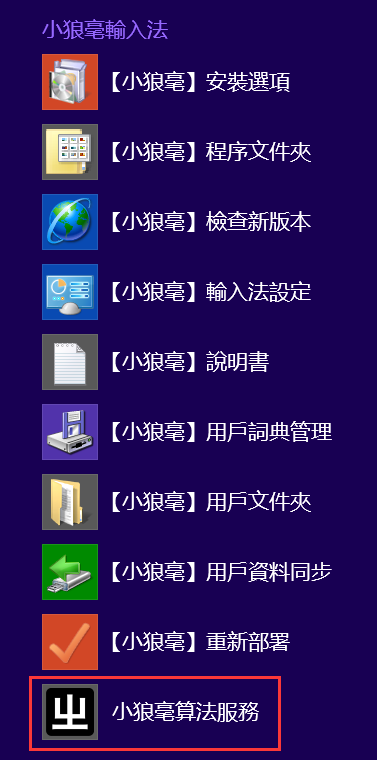 小狼毫輸入法
【小狼毫】安裝選項
【小狼毫】程序文件夾
【小狼毫】檢查新版本
【小狼毫】輸入法設定
【小狼毫】說明書
【小狼毫】用戶詞典管理
【小狼毫】用戶文件夾
【小狼毫】用戶資料同步
【小狼毫】重新部署
小狼毫算法服務